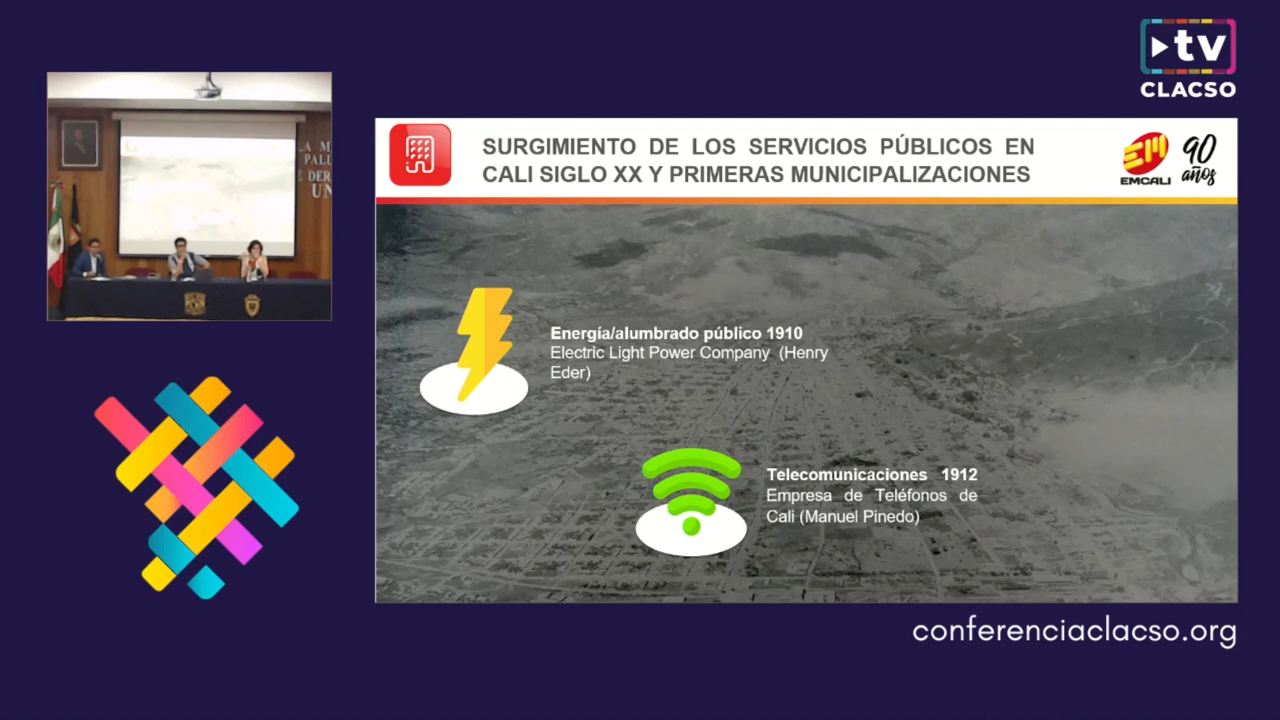 tv
CLACSO
SURGIMIENTO DE LOS SERVICIOS PÚBLICOS EN
CALI SIGLO XX Y PRIMERAS MUNICIPALIZACIONES
EMCALI
90
años
Energía/alumbrado público 1910
Electric Light Power Company (Henry
Eder)
Telecomunicaciones 1912
Empresa de Teléfonos de
Cali (Manuel Pinedo)
conferenciaclacso.org